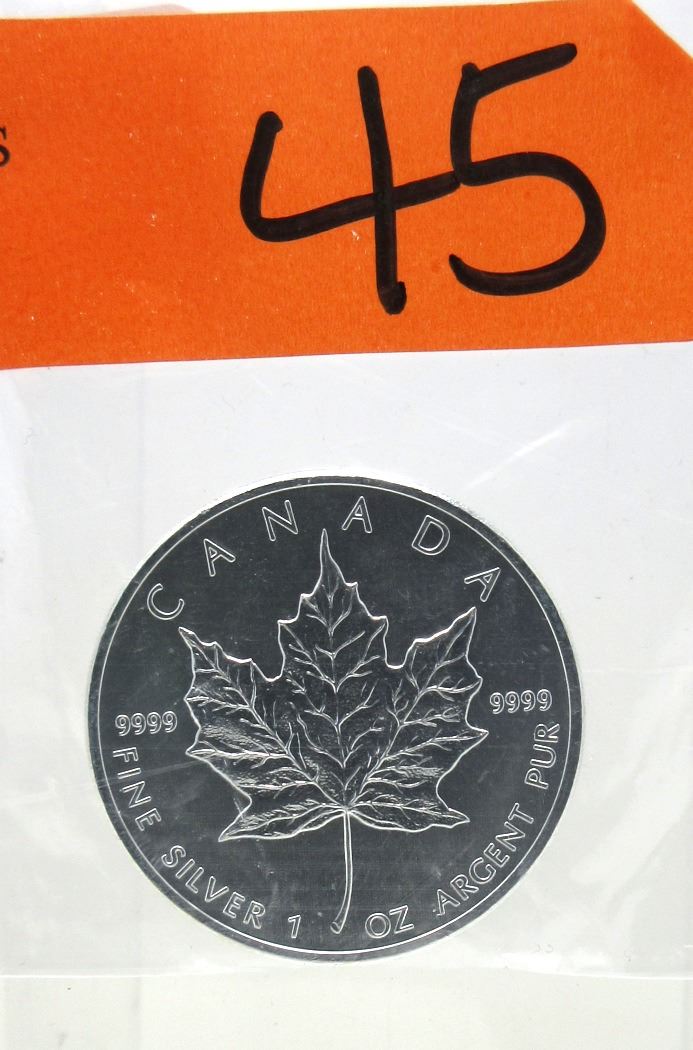 45
CANADA
9999 9999
FINE SILVER 1 OZ ARGENT PUR